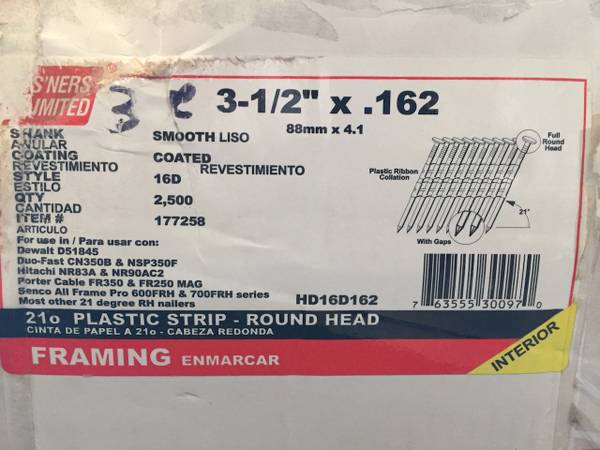 S'NERS
IMITED
3
3-1/2" x .162
88mm x 4.1
SHANK SMOOTH LISO
ANULAR
COATING COATED
REVESTIMIENTO REVESTIMIENTO
STYLE 16D
ESTILO
QTY 2,500
CANTIDAD
ITEM # 177258
ARTICULO
For use in / Para usar con:
Dewalt D51845
Duo-Fast CN350B & NSP350F
Hitachi NR83A & NR90AC2
Porter Cable FR350 & FR250 MAG
Senco All Frame Pro 600FRH & 700FRH series
Most other 21 degree RH nailers
HD16D162
Full
Round
Head
Plastic Ribbon
Collation
21°
With Gaps
7 63555 30097 0
21o PLASTIC STRIP - ROUND HEAD
CINTA DE PAPEL A 21o - CABEZA REDONDA
FRAMING ENMARCAR
INTERIOR